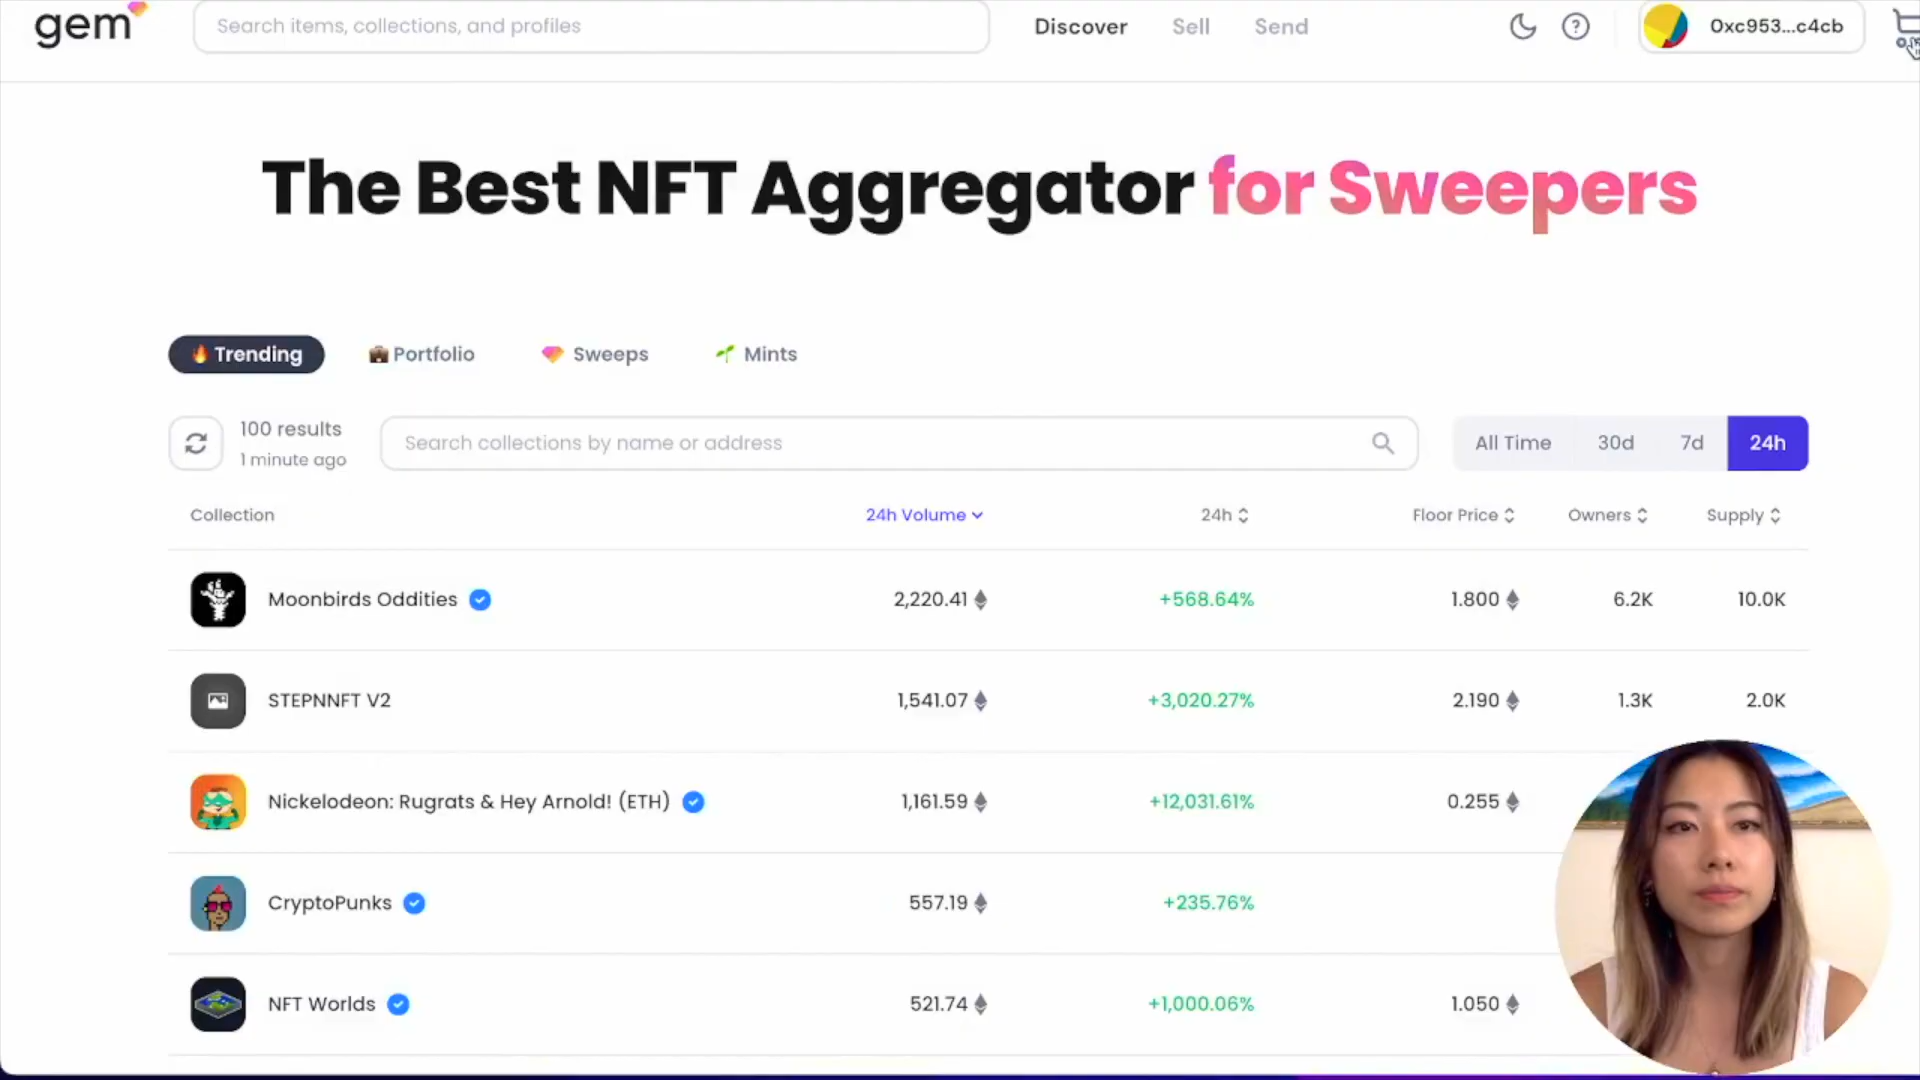 gem
Search items, collections, and profiles
Discover
Sell
Send
0xc953...c4cb
The Best NFT Aggregator for Sweepers
Trending
Portfolio
Sweeps
Mints
100 results
1 minute ago
Search collections by name or address
All Time
30d
7d
24h
Collection
24h Volume
24h
Floor Price
Owners
Supply
Moonbirds Oddities
2,220.41
+568.64%
1.800
6.2K
10.0K
STEPNNFT V2
1,541.07
+3,020.27%
2.190
1.3K
2.0K
Nickelodeon: Rugrats & Hey Arnold! (ETH)
1,161.59
+12,031.61%
0.255
CryptoPunks
557.19
+235.76%
NFT Worlds
521.74
+1,000.06%
1.050